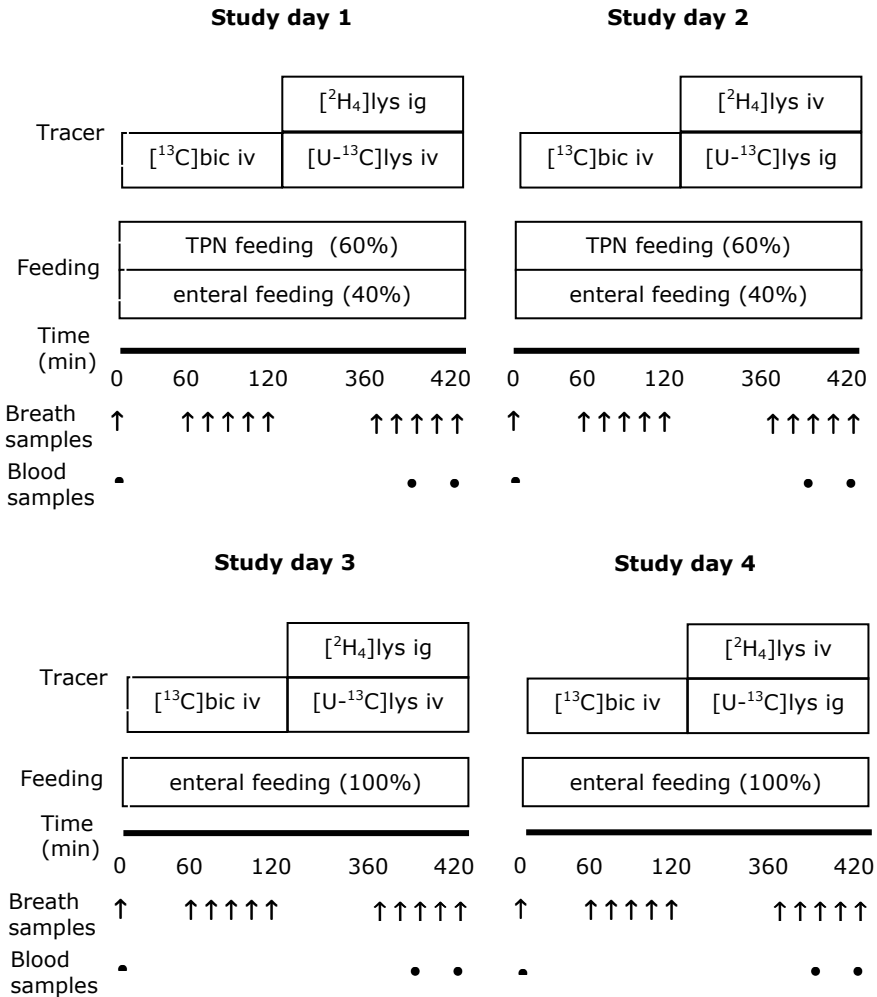 Study day 1
Study day 2
Tracer
[²H₄]lys ig
[¹³C]bic iv
[U-¹³C]lys iv
[²H₄]lys iv
[¹³C]bic iv
[U-¹³C]lys ig
Feeding
TPN feeding (60%)
enteral feeding (40%)
TPN feeding (60%)
enteral feeding (40%)
Time
(min)
0 60 120 360 420
0 60 120 360 420
Breath
samples
↑ ↑ ↑ ↑ ↑ ↑ ↑ ↑ ↑ ↑ ↑
↑ ↑ ↑ ↑ ↑ ↑ ↑ ↑ ↑ ↑ ↑
Blood
samples
• • •
• • •
Study day 3
Study day 4
Tracer
[²H₄]lys ig
[¹³C]bic iv
[U-¹³C]lys iv
[²H₄]lys iv
[¹³C]bic iv
[U-¹³C]lys ig
Feeding
enteral feeding (100%)
enteral feeding (100%)
Time
(min)
0 60 120 360 420
0 60 120 360 420
Breath
samples
↑ ↑ ↑ ↑ ↑ ↑ ↑ ↑ ↑ ↑ ↑
↑ ↑ ↑ ↑ ↑ ↑ ↑ ↑ ↑ ↑ ↑
Blood
samples
• • •
• • •